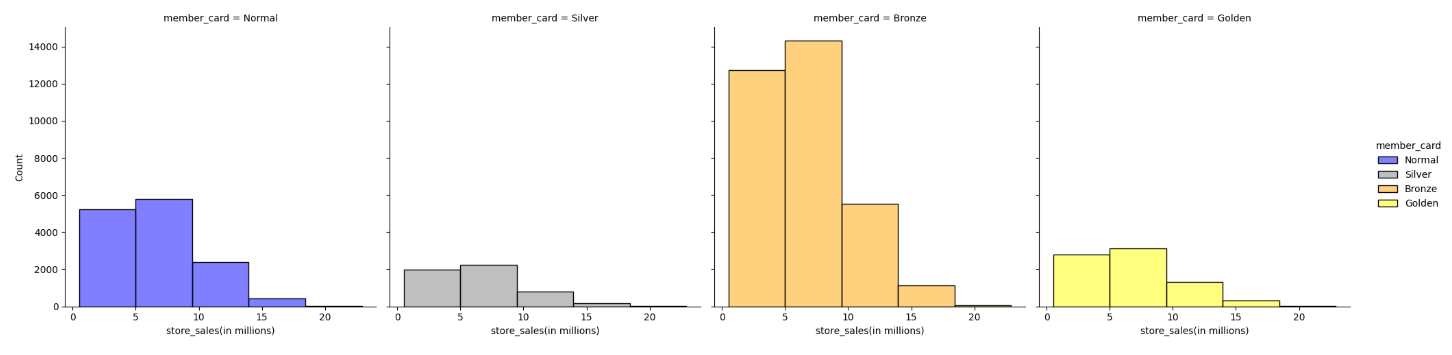 member_card = Normal
member_card = Silver
member_card = Bronze
member_card = Golden
14000
12000
10000
8000
6000
4000
2000
0
Count
0 5 10 15 20
0 5 10 15 20
0 5 10 15 20
0 5 10 15 20
store_sales(in millions)
store_sales(in millions)
store_sales(in millions)
store_sales(in millions)
member_card
Normal
Silver
Bronze
Golden